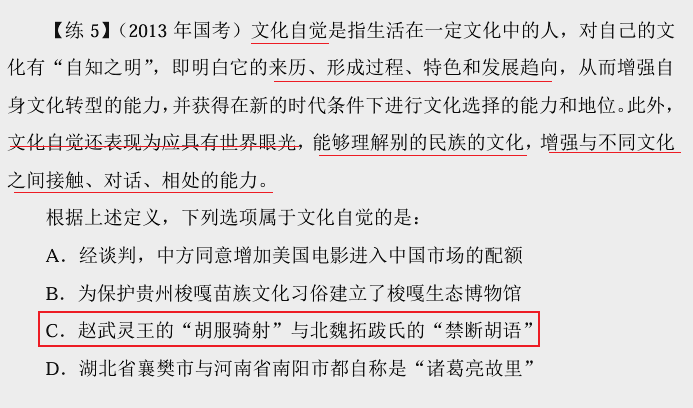 【练 5】（2013 年国考）文化自觉是指生活在一定文化中的人，对自己的文
化有“自知之明”，即明白它的来历、形成过程、特色和发展趋向，从而增强自
身文化转型的能力，并获得在新的时代条件下进行文化选择的能力和地位。此外，
文化自觉还表现为应具有世界眼光，能够理解别的民族的文化，增强与不同文化
之间接触、对话、相处的能力。
根据上述定义，下列选项属于文化自觉的是：
A．经谈判，中方同意增加美国电影进入中国市场的配额
B．为保护贵州梭嘎苗族文化习俗建立了梭嘎生态博物馆
C．赵武灵王的“胡服骑射”与北魏拓跋氏的“禁断胡语”
D．湖北省襄樊市与河南省南阳市都自称是“诸葛亮故里”